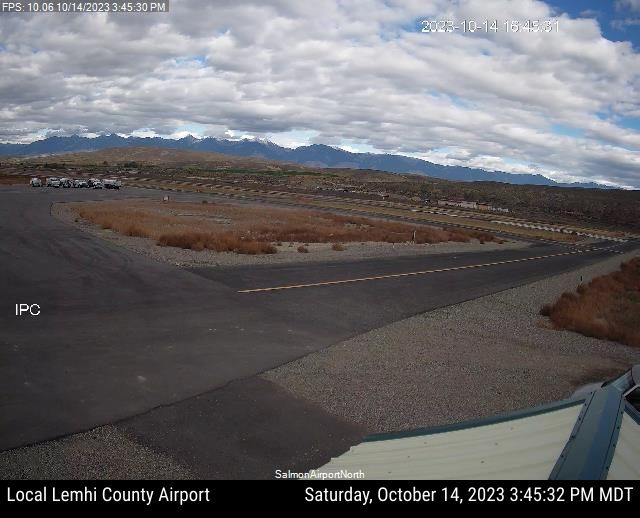 FPS: 10.06 10/14/2023 3:45:30 PM
2023-10-14 15:45:31
IPC
SalmonAirportNorth
Local Lemhi County Airport Saturday, October 14, 2023 3:45:32 PM MDT